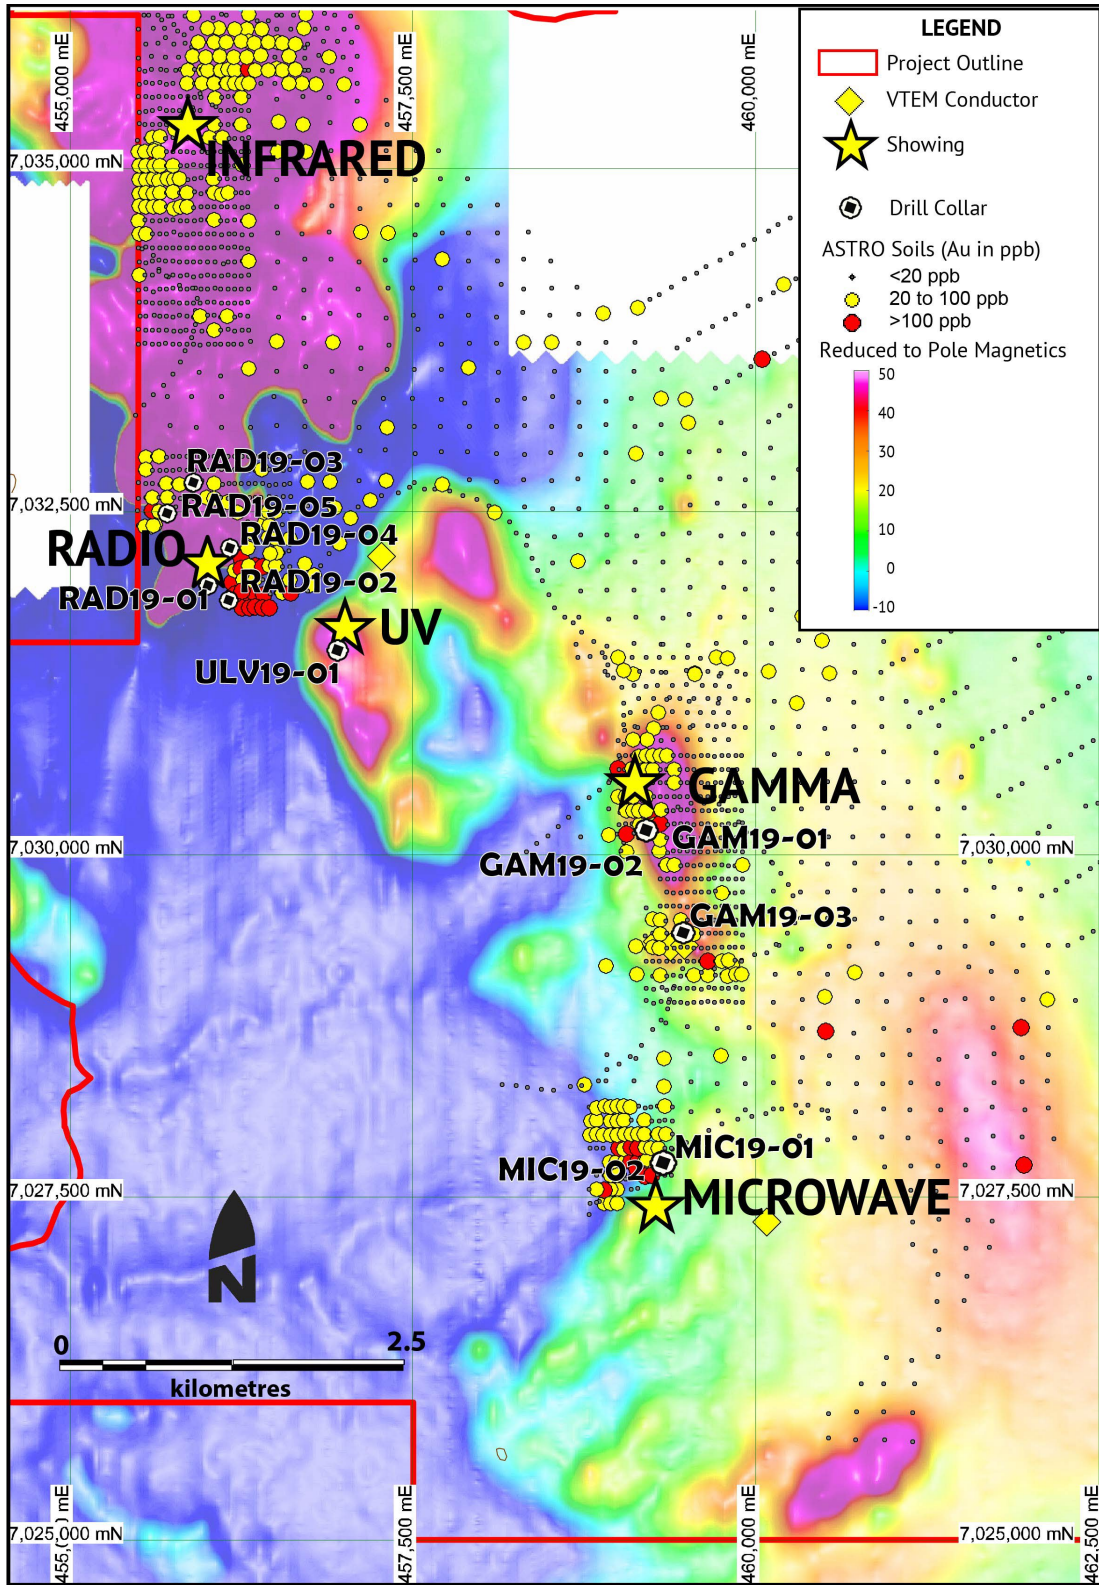 455,000 mE
457,500 mE
460,000 mE
LEGEND
Project Outline
VTEM Conductor
Showing
Drill Collar
ASTRO Soils (Au in ppb)
<20 ppb
20 to 100 ppb
>100 ppb
Reduced to Pole Magnetics
50
40
30
20
10
0
-10
7,035,000 mN
INFRARED
RAD19-03
7,032,500 mN
RAD19-05
RAD19-04
RADIO
RAD19-02
RAD19-01
UV
ULV19-01
GAMMA
GAM19-01
7,030,000 mN
7,030,000 mN
GAM19-02
GAM19-03
MIC19-01
MIC19-02
7,027,500 mN
MICROWAVE
7,027,500 mN
N
0
2.5
kilometres
7,025,000 mN
7,025,000 mN
455,000 mE
457,500 mE
460,000 mE
462,500 mE